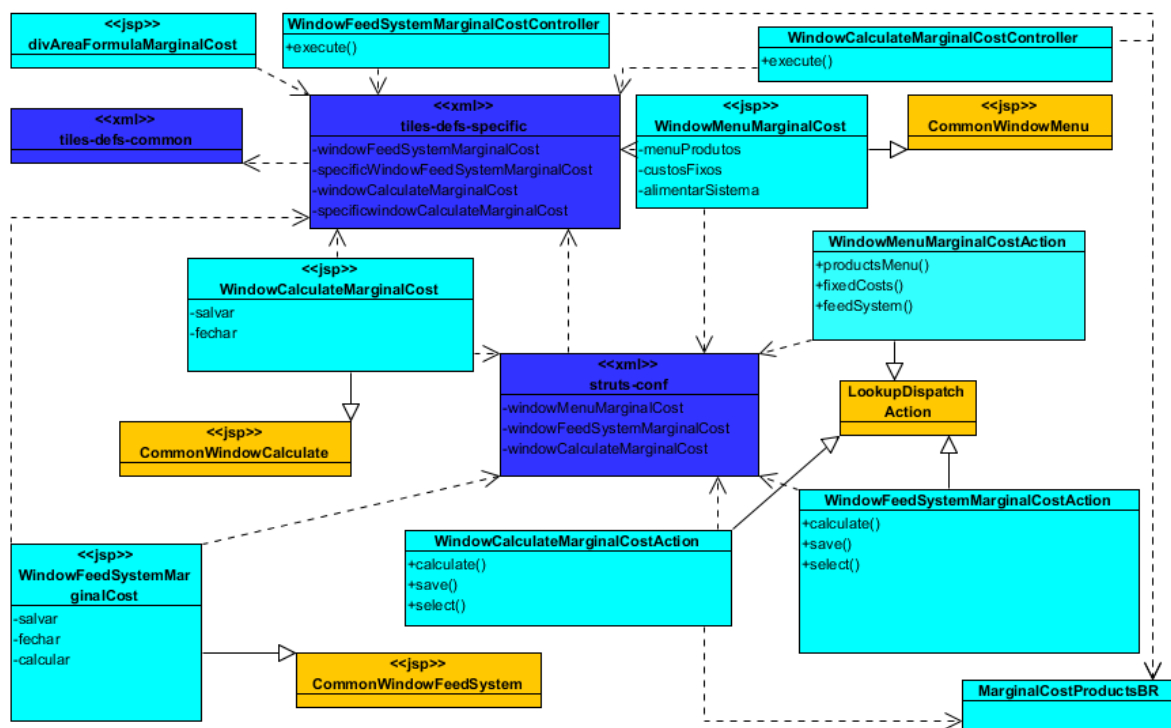 <<jsp>>
divAreaFormulaMarginalCost
WindowFeedSystemMarginalCostController
+execute()
WindowCalculateMarginalCostController
+execute()
<<xml>>
tiles-defs-common
<<xml>>
tiles-defs-specific
-windowFeedSystemMarginalCost
-specificWindowFeedSystemMarginalCost
-windowCalculateMarginalCost
-specificwindowCalculateMarginalCost
<<jsp>>
WindowMenuMarginalCost
-menuProdutos
-custosFixos
-alimentarSistema
<<jsp>>
CommonWindowMenu
<<jsp>>
WindowCalculateMarginalCost
-salvar
-fechar
WindowMenuMarginalCostAction
+productsMenu()
+fixedCosts()
+feedSystem()
<<xml>>
struts-conf
-windowMenuMarginalCost
-windowFeedSystemMarginalCost
-windowCalculateMarginalCost
LookupDispatch
Action
<<jsp>>
CommonWindowCalculate
WindowFeedSystemMarginalCostAction
+calculate()
+save()
+select()
WindowCalculateMarginalCostAction
+calculate()
+save()
+select()
<<jsp>>
WindowFeedSystemMar
ginalCost
-salvar
-fechar
-calcular
<<jsp>>
CommonWindowFeedSystem
MarginalCostProductsBR